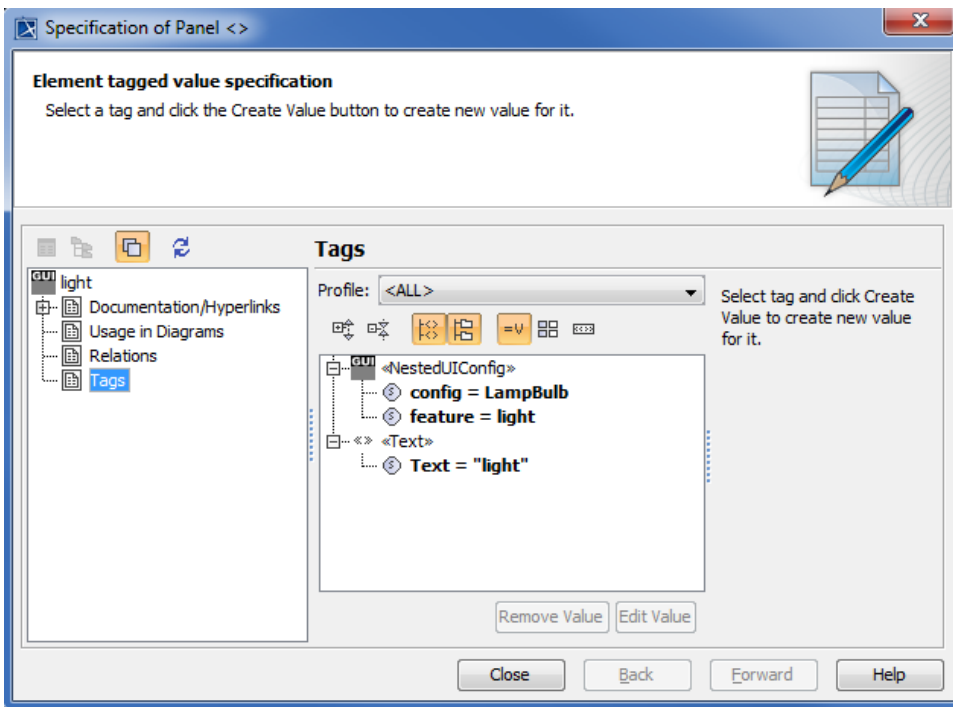 Specification of Panel <>
Element tagged value specification
Select a tag and click the Create Value button to create new value for it.
GUI light
Documentation/Hyperlinks
Usage in Diagrams
Relations
Tags
Tags
Profile: <ALL>
=V
GUI «NestedUIConfig»
config = LampBulb
feature = light
«Text»
Text = "light"
Remove Value Edit Value
Select tag and click Create
Value to create new value
for it.
Close Back Forward Help